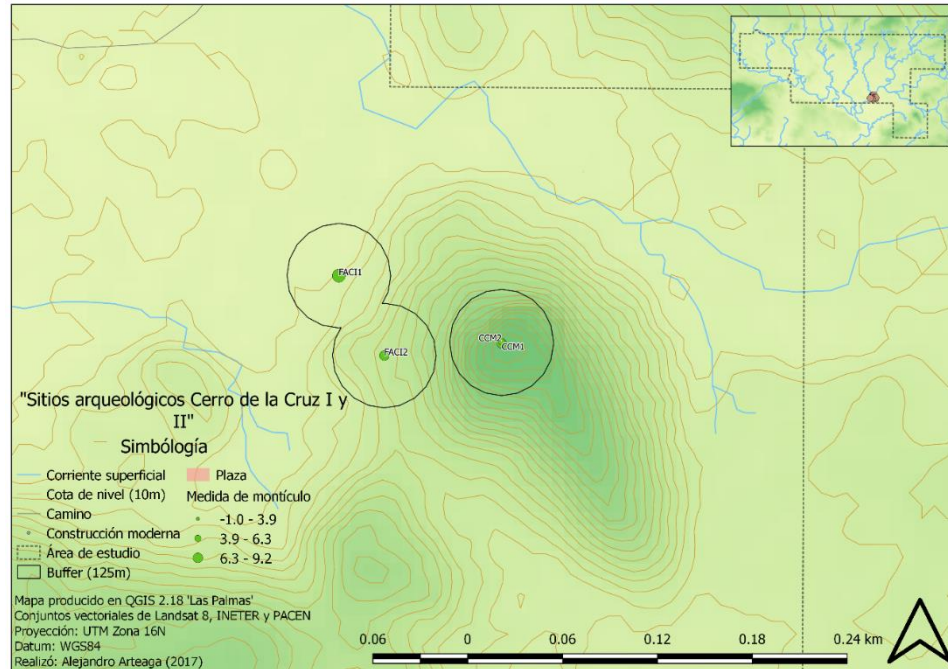 FACI1
CCM2
CCM1
FACI2
"Sitios arqueológicos Cerro de la Cruz I y
II"
Simbólogía
Corriente superficial
Cota de nivel (10m)
Camino
Construcción moderna
Área de estudio
Buffer (125m)
Plaza
Medida de montículo
-1.0 - 3.9
3.9 - 6.3
6.3 - 9.2
Mapa producido en QGIS 2.18 'Las Palmas'
Conjuntos vectoriales de Landsat 8, INETER y PACEN
Proyección: UTM Zona 16N
Datum: WGS84
Realizó: Alejandro Arteaga (2017)
0.06 0 0.06 0.12 0.18 0.24 km